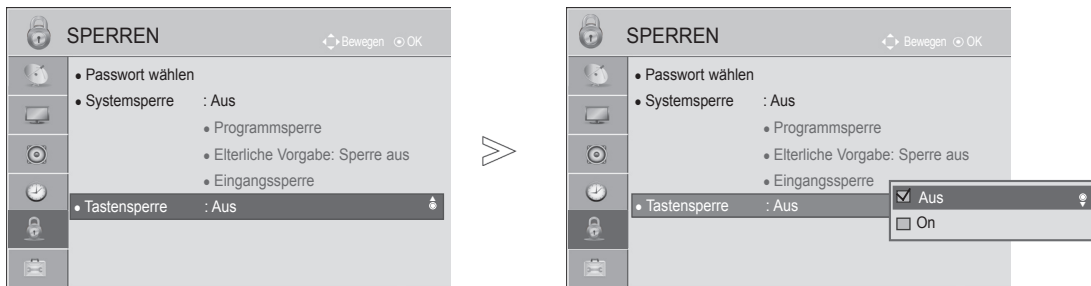 SPERREN
Bewegen OK
• Passwort wählen
• Systemsperre : Aus
• Programmsperre
• Elterliche Vorgabe: Sperre aus
• Eingangssperre
• Tastensperre : Aus
SPERREN
Bewegen OK
• Passwort wählen
• Systemsperre : Aus
• Programmsperre
• Elterliche Vorgabe: Sperre aus
• Eingangssperre
• Tastensperre : Aus
Aus
On